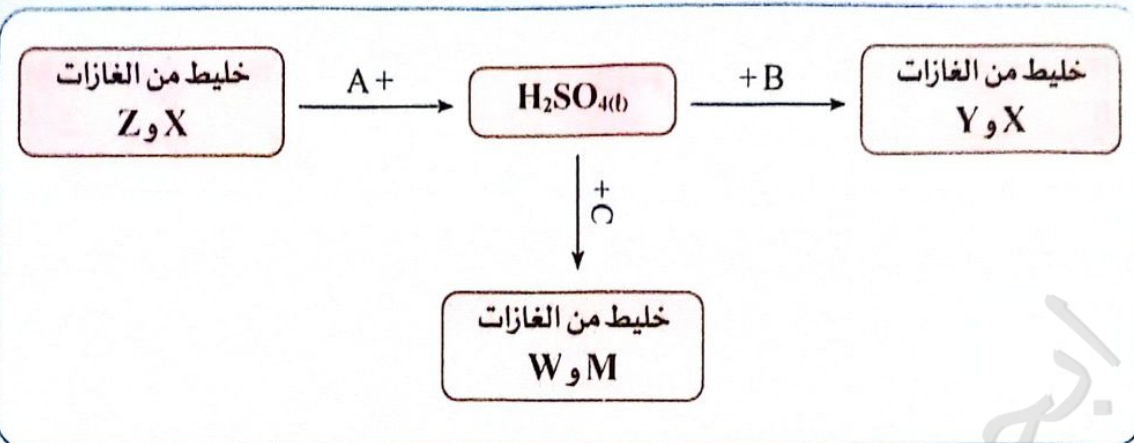 خليط من الغازات
Z و X
A +
H₂SO₄₍ₗ₎
+ B
خليط من الغازات
Y و X
+ C
خليط من الغازات
W و M